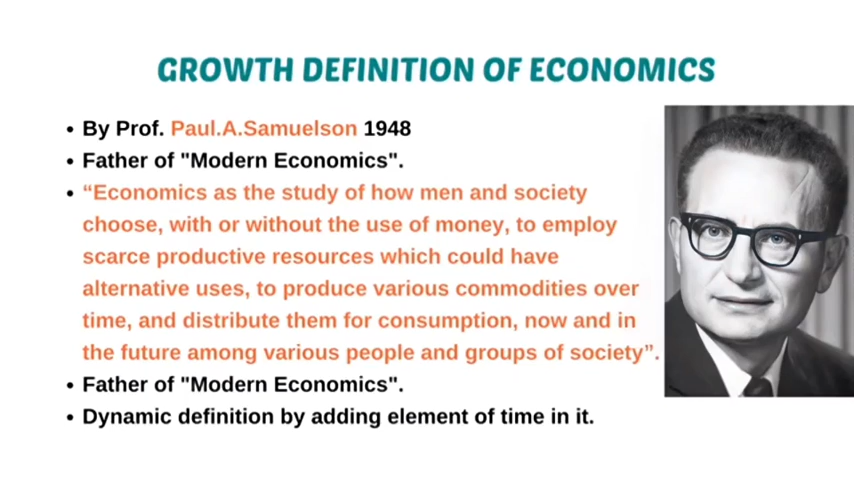 GROWTH DEFINITION OF ECONOMICS
• By Prof. Paul.A.Samuelson 1948
• Father of "Modern Economics".
• “Economics as the study of how men and society
choose, with or without the use of money, to employ
scarce productive resources which could have
alternative uses, to produce various commodities over
time, and distribute them for consumption, now and in
the future among various people and groups of society”.
• Father of "Modern Economics".
• Dynamic definition by adding element of time in it.